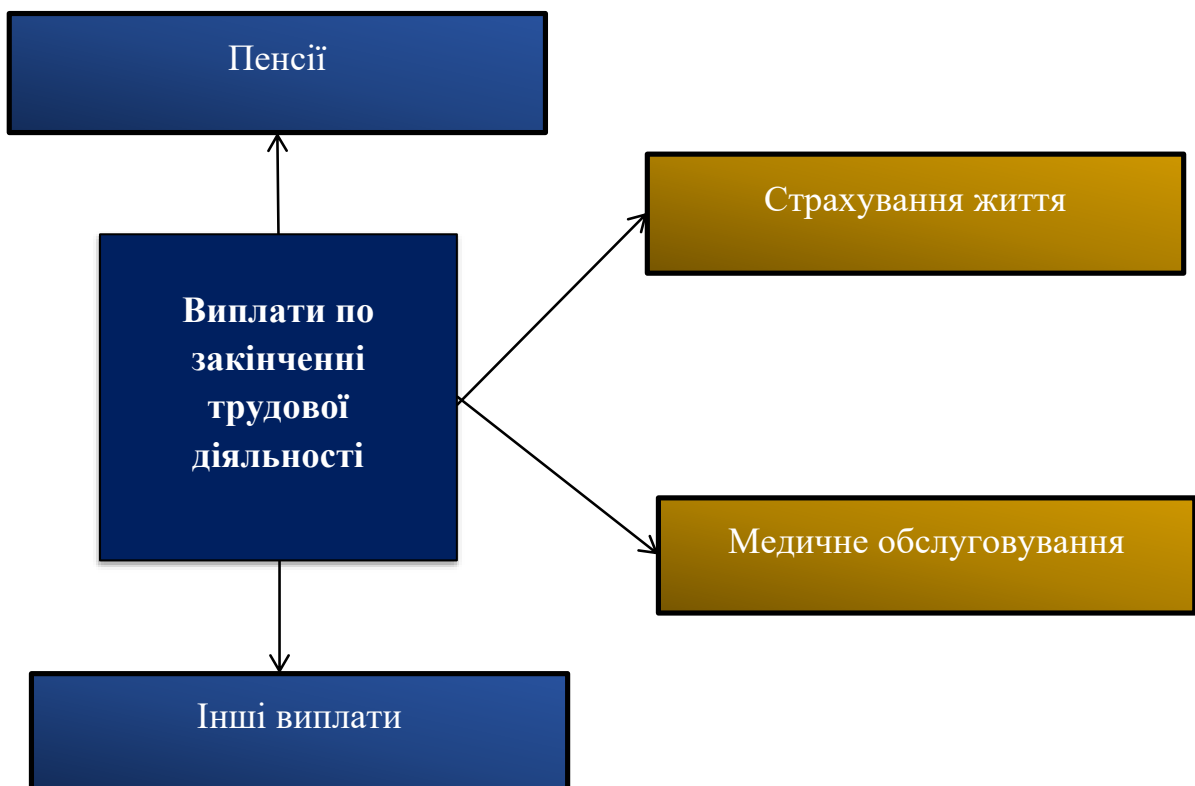 Пенсії
Страхування життя
Виплати по
закінченні
трудової
діяльності
Медичне обслуговування
Інші виплати